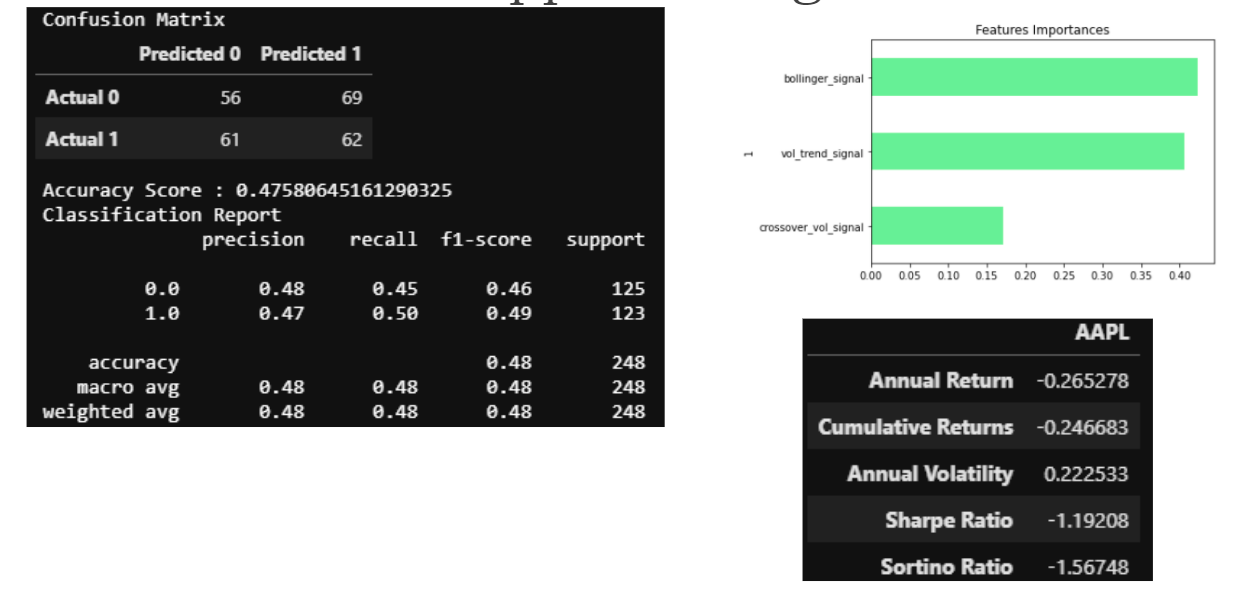 Confusion Matrix
Predicted 0 Predicted 1
Actual 0 56 69
Actual 1 61 62
Accuracy Score : 0.47580645161290325
Classification Report
precision recall f1-score support
0.0 0.48 0.45 0.46 125
1.0 0.47 0.50 0.49 123
accuracy 0.48 248
macro avg 0.48 0.48 0.48 248
weighted avg 0.48 0.48 0.48 248
Features Importances
bollinger_signal
1
vol_trend_signal
crossover_vol_signal
0.00 0.05 0.10 0.15 0.20 0.25 0.30 0.35 0.40
AAPL
Annual Return -0.265278
Cumulative Returns -0.246683
Annual Volatility 0.222533
Sharpe Ratio -1.19208
Sortino Ratio -1.56748